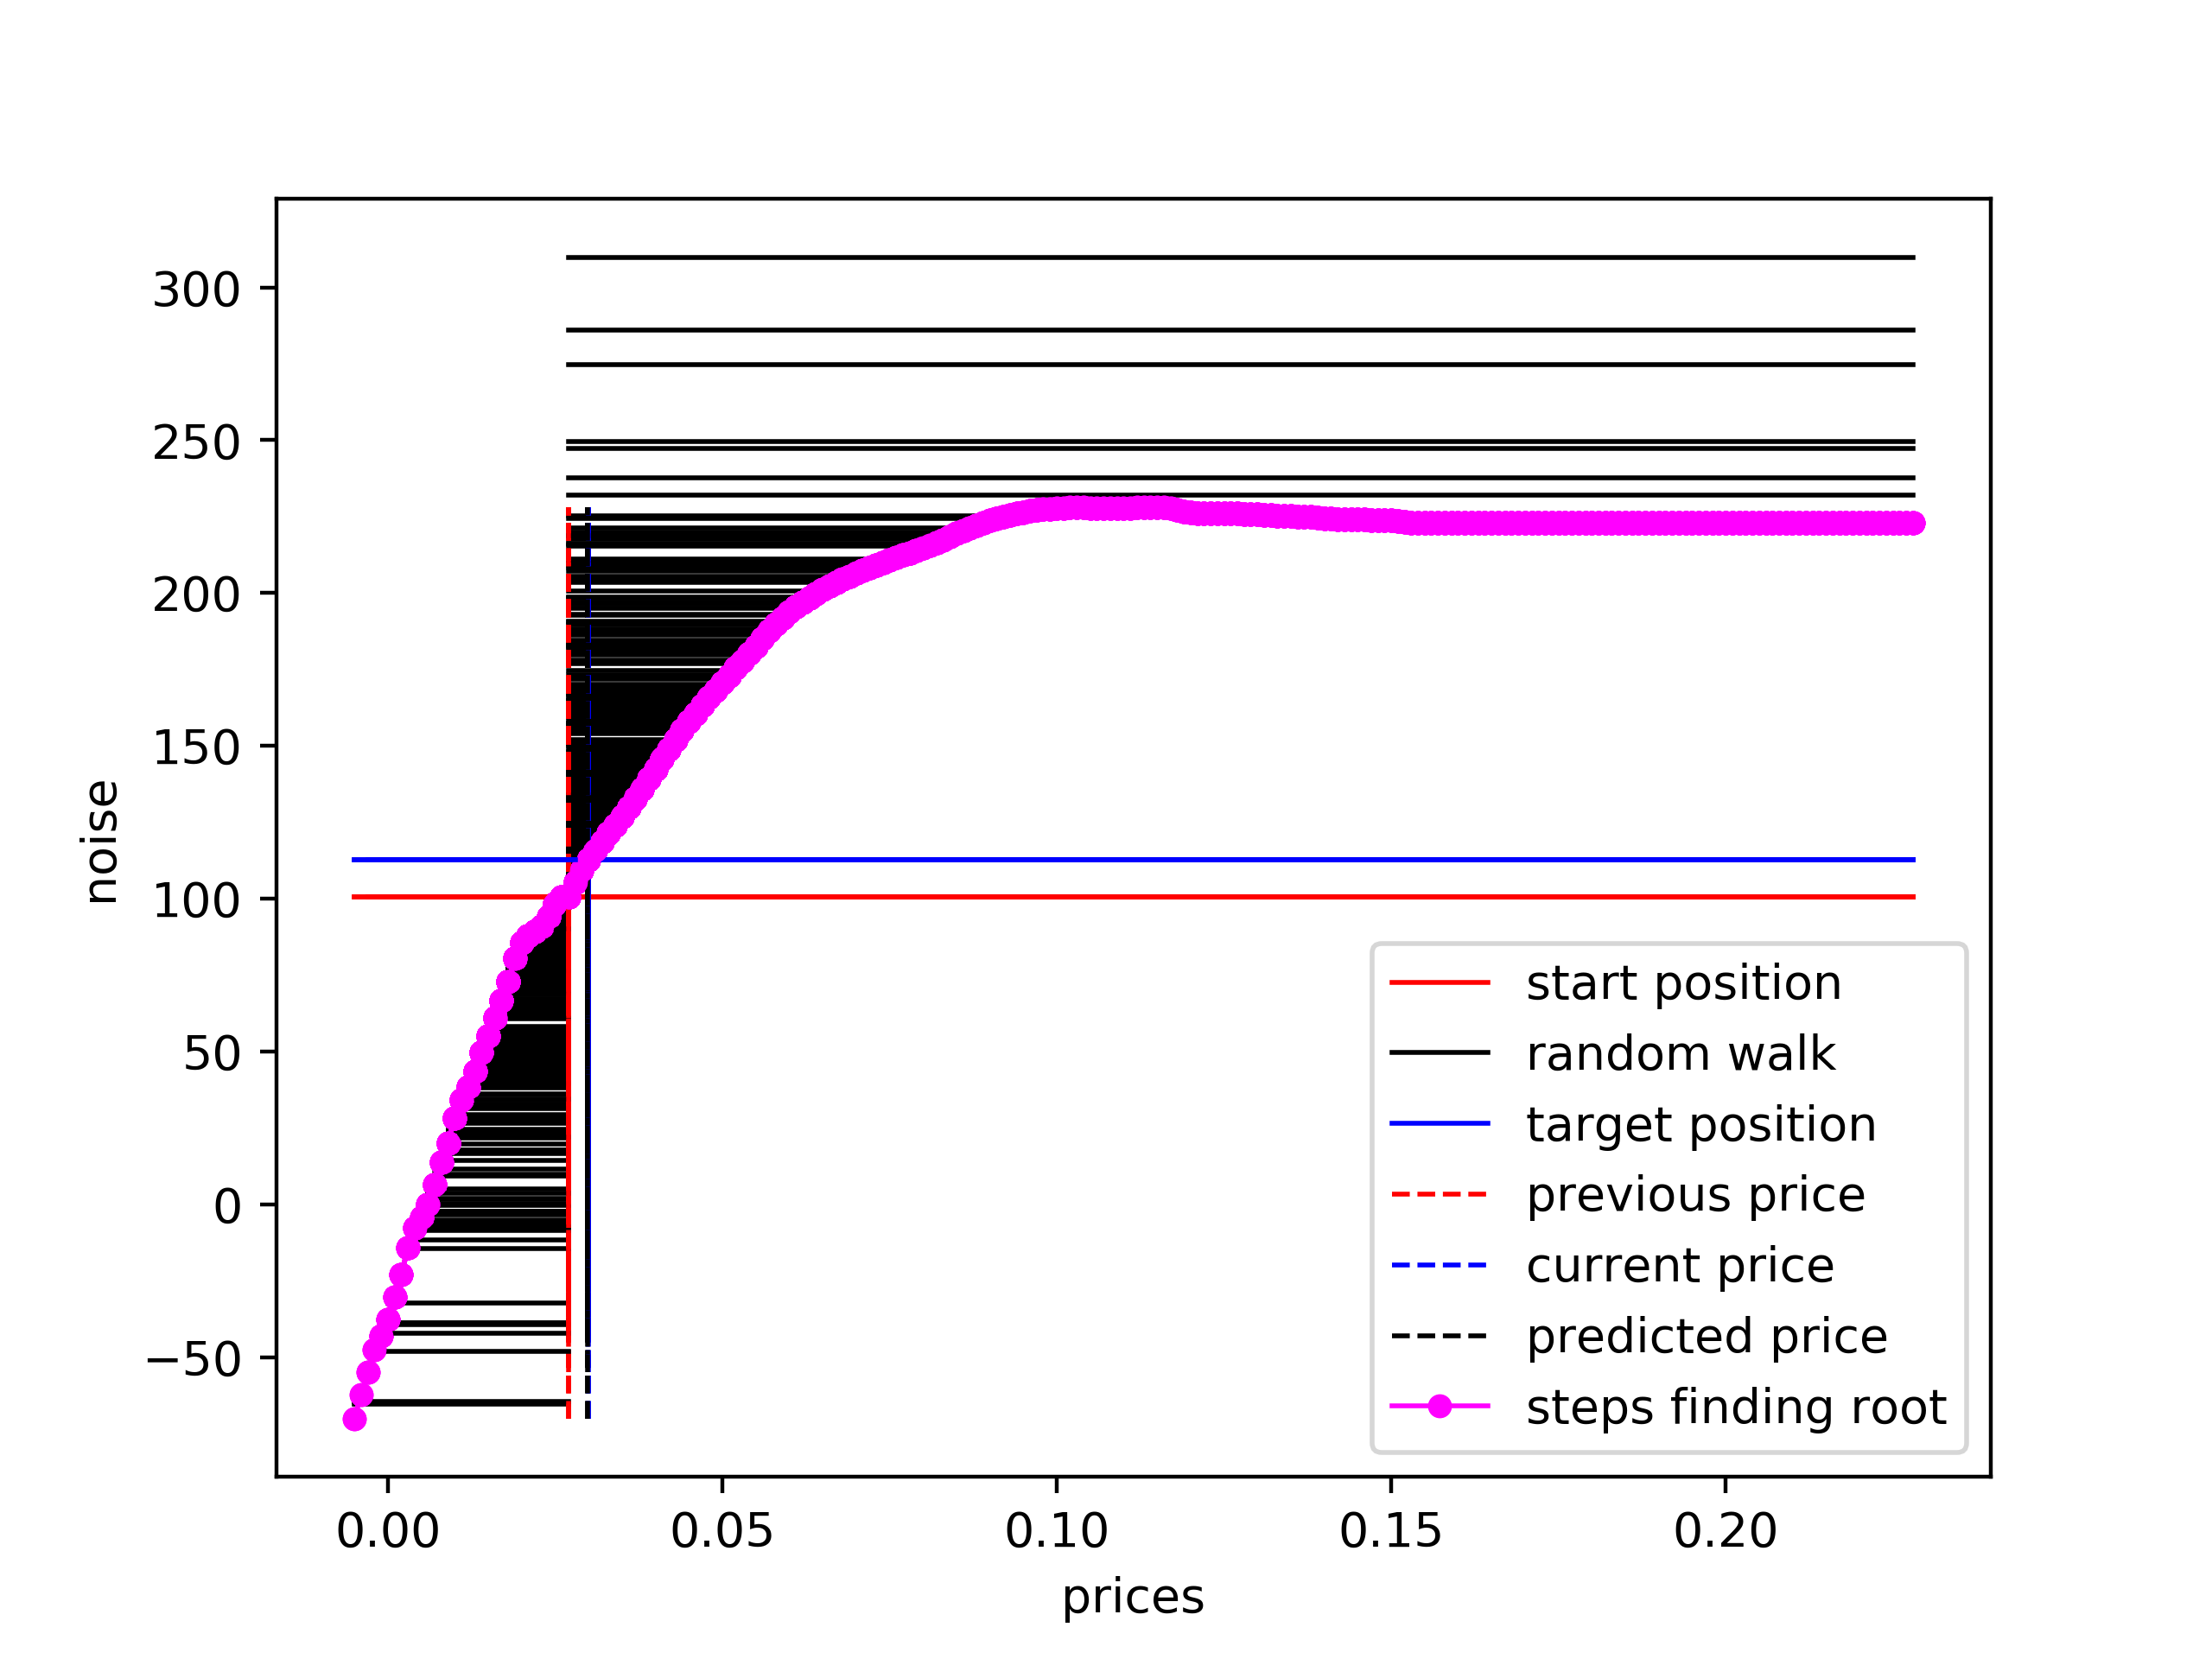 300
250
200
150
100
50
0
−50
noise
0.00
0.05
0.10
0.15
0.20
prices
start position
random walk
target position
previous price
current price
predicted price
steps finding root